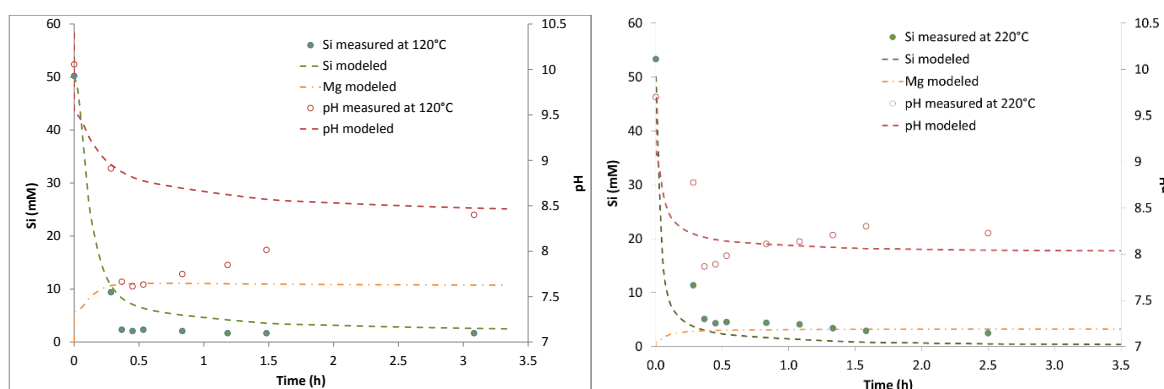 60
50
40
30
20
10
0
Si (mM)
10.5
10
9.5
9
8.5
8
7.5
7
pH
0
0.5
1
1.5
2
2.5
3
Time (h)
Si measured at 120°C
Si modeled
Mg modeled
pH measured at 120°C
pH modeled
60
50
40
30
20
10
0
Si (mM)
10.5
10
9.5
9
8.5
8
7.5
7
pH
0.0
0.5
1.0
1.5
2.0
2.5
3.0
3.5
Time (h)
Si measured at 220°C
Si modeled
Mg modeled
pH measured at 220°C
pH modeled